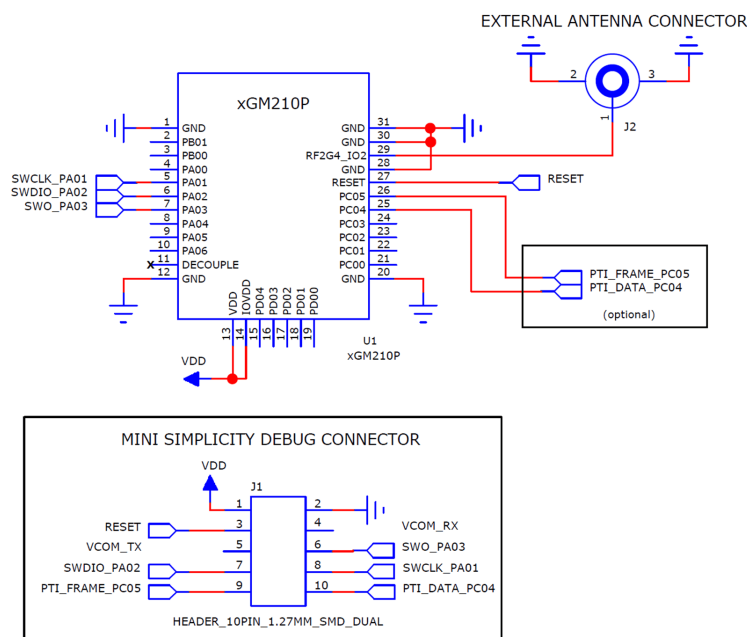 EXTERNAL ANTENNA CONNECTOR
2
3
1
J2
xGM210P
1 GND
2 PB01
3 PB00
4 PA00
SWCLK_PA01 5 PA01
SWDIO_PA02 6 PA02
SWO_PA03 7 PA03
8 PA04
9 PA05
10 PA06
x 11 DECOUPLE
12 GND
GND 31
GND 30
RF2G4_IO2 29
GND 28
RESET 27 RESET
PC05 26
PC04 25
PC03 24
PC02 23
PC01 22
PC00 21
GND 20
VDD 13
IOVDD 14
PD04 15
PD03 16
PD02 17
PD01 18
PD00 19
PTI_FRAME_PC05
PTI_DATA_PC04
(optional)
U1
xGM210P
VDD
MINI SIMPLICITY DEBUG CONNECTOR
VDD
J1
1 2
RESET 3 4 VCOM_RX
VCOM_TX 5 6 SWO_PA03
SWDIO_PA02 7 8 SWCLK_PA01
PTI_FRAME_PC05 9 10 PTI_DATA_PC04
HEADER_10PIN_1.27MM_SMD_DUAL